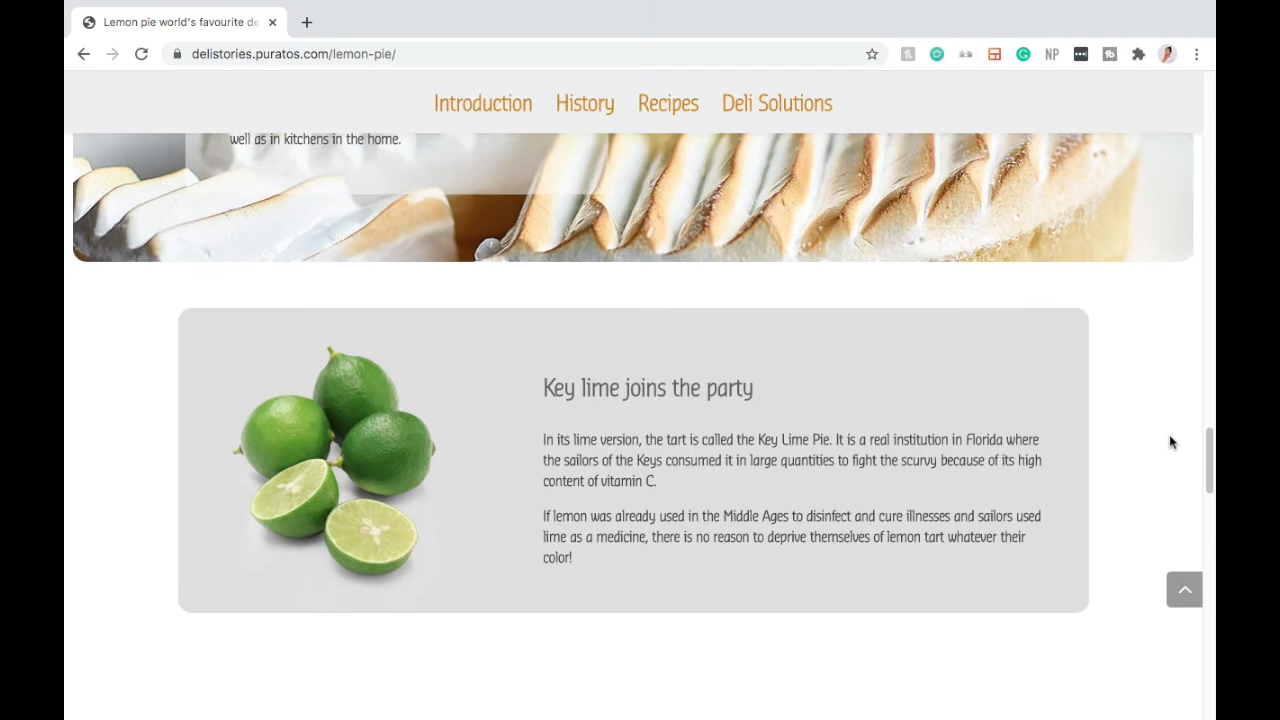 Lemon pie world's favourite de
delistories.puratos.com/lemon-pie/
NP
Introduction History Recipes Deli Solutions
well as in kitchens in the home.
Key lime joins the party
In its lime version, the tart is called the Key Lime Pie. It is a real institution in Florida where
the sailors of the Keys consumed it in large quantities to fight the scurvy because of its high
content of vitamin C.
If lemon was already used in the Middle Ages to disinfect and cure illnesses and sailors used
lime as a medicine, there is no reason to deprive themselves of lemon tart whatever their
color!